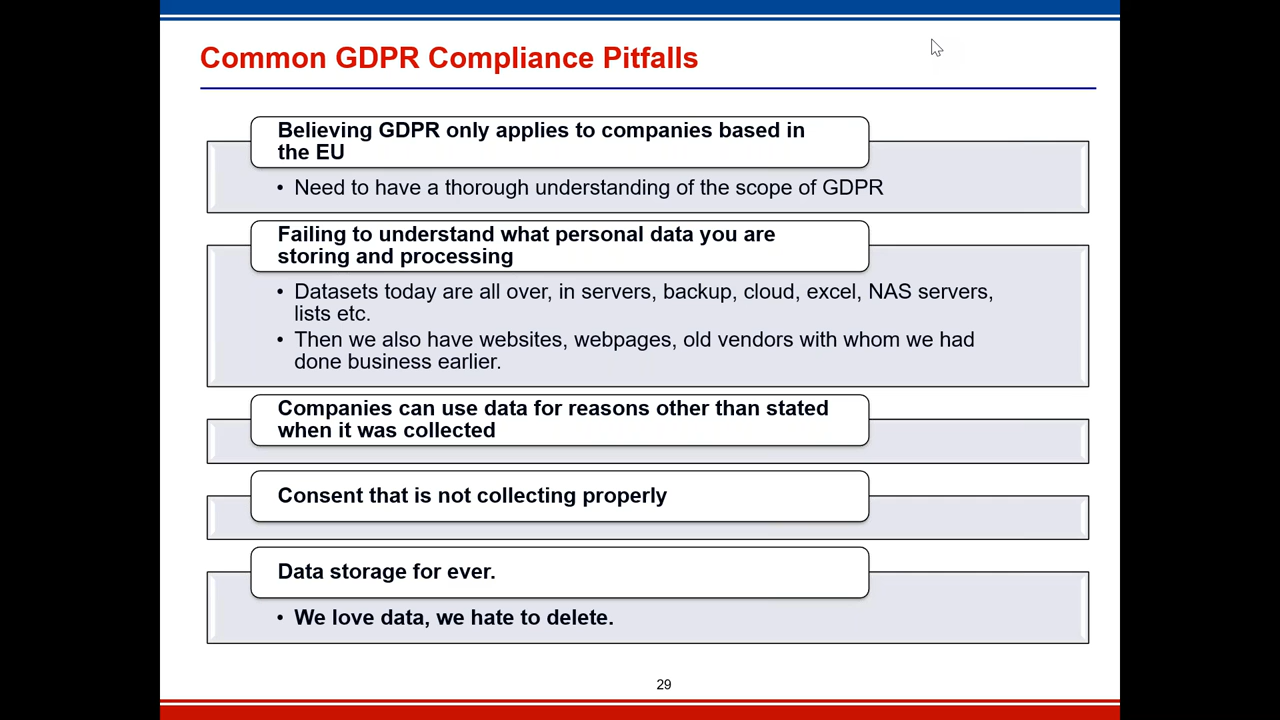 Common GDPR Compliance Pitfalls
Believing GDPR only applies to companies based in
the EU
• Need to have a thorough understanding of the scope of GDPR
Failing to understand what personal data you are
storing and processing
• Datasets today are all over, in servers, backup, cloud, excel, NAS servers,
lists etc.
• Then we also have websites, webpages, old vendors with whom we had
done business earlier.
Companies can use data for reasons other than stated
when it was collected
Consent that is not collecting properly
Data storage for ever.
• We love data, we hate to delete.
29